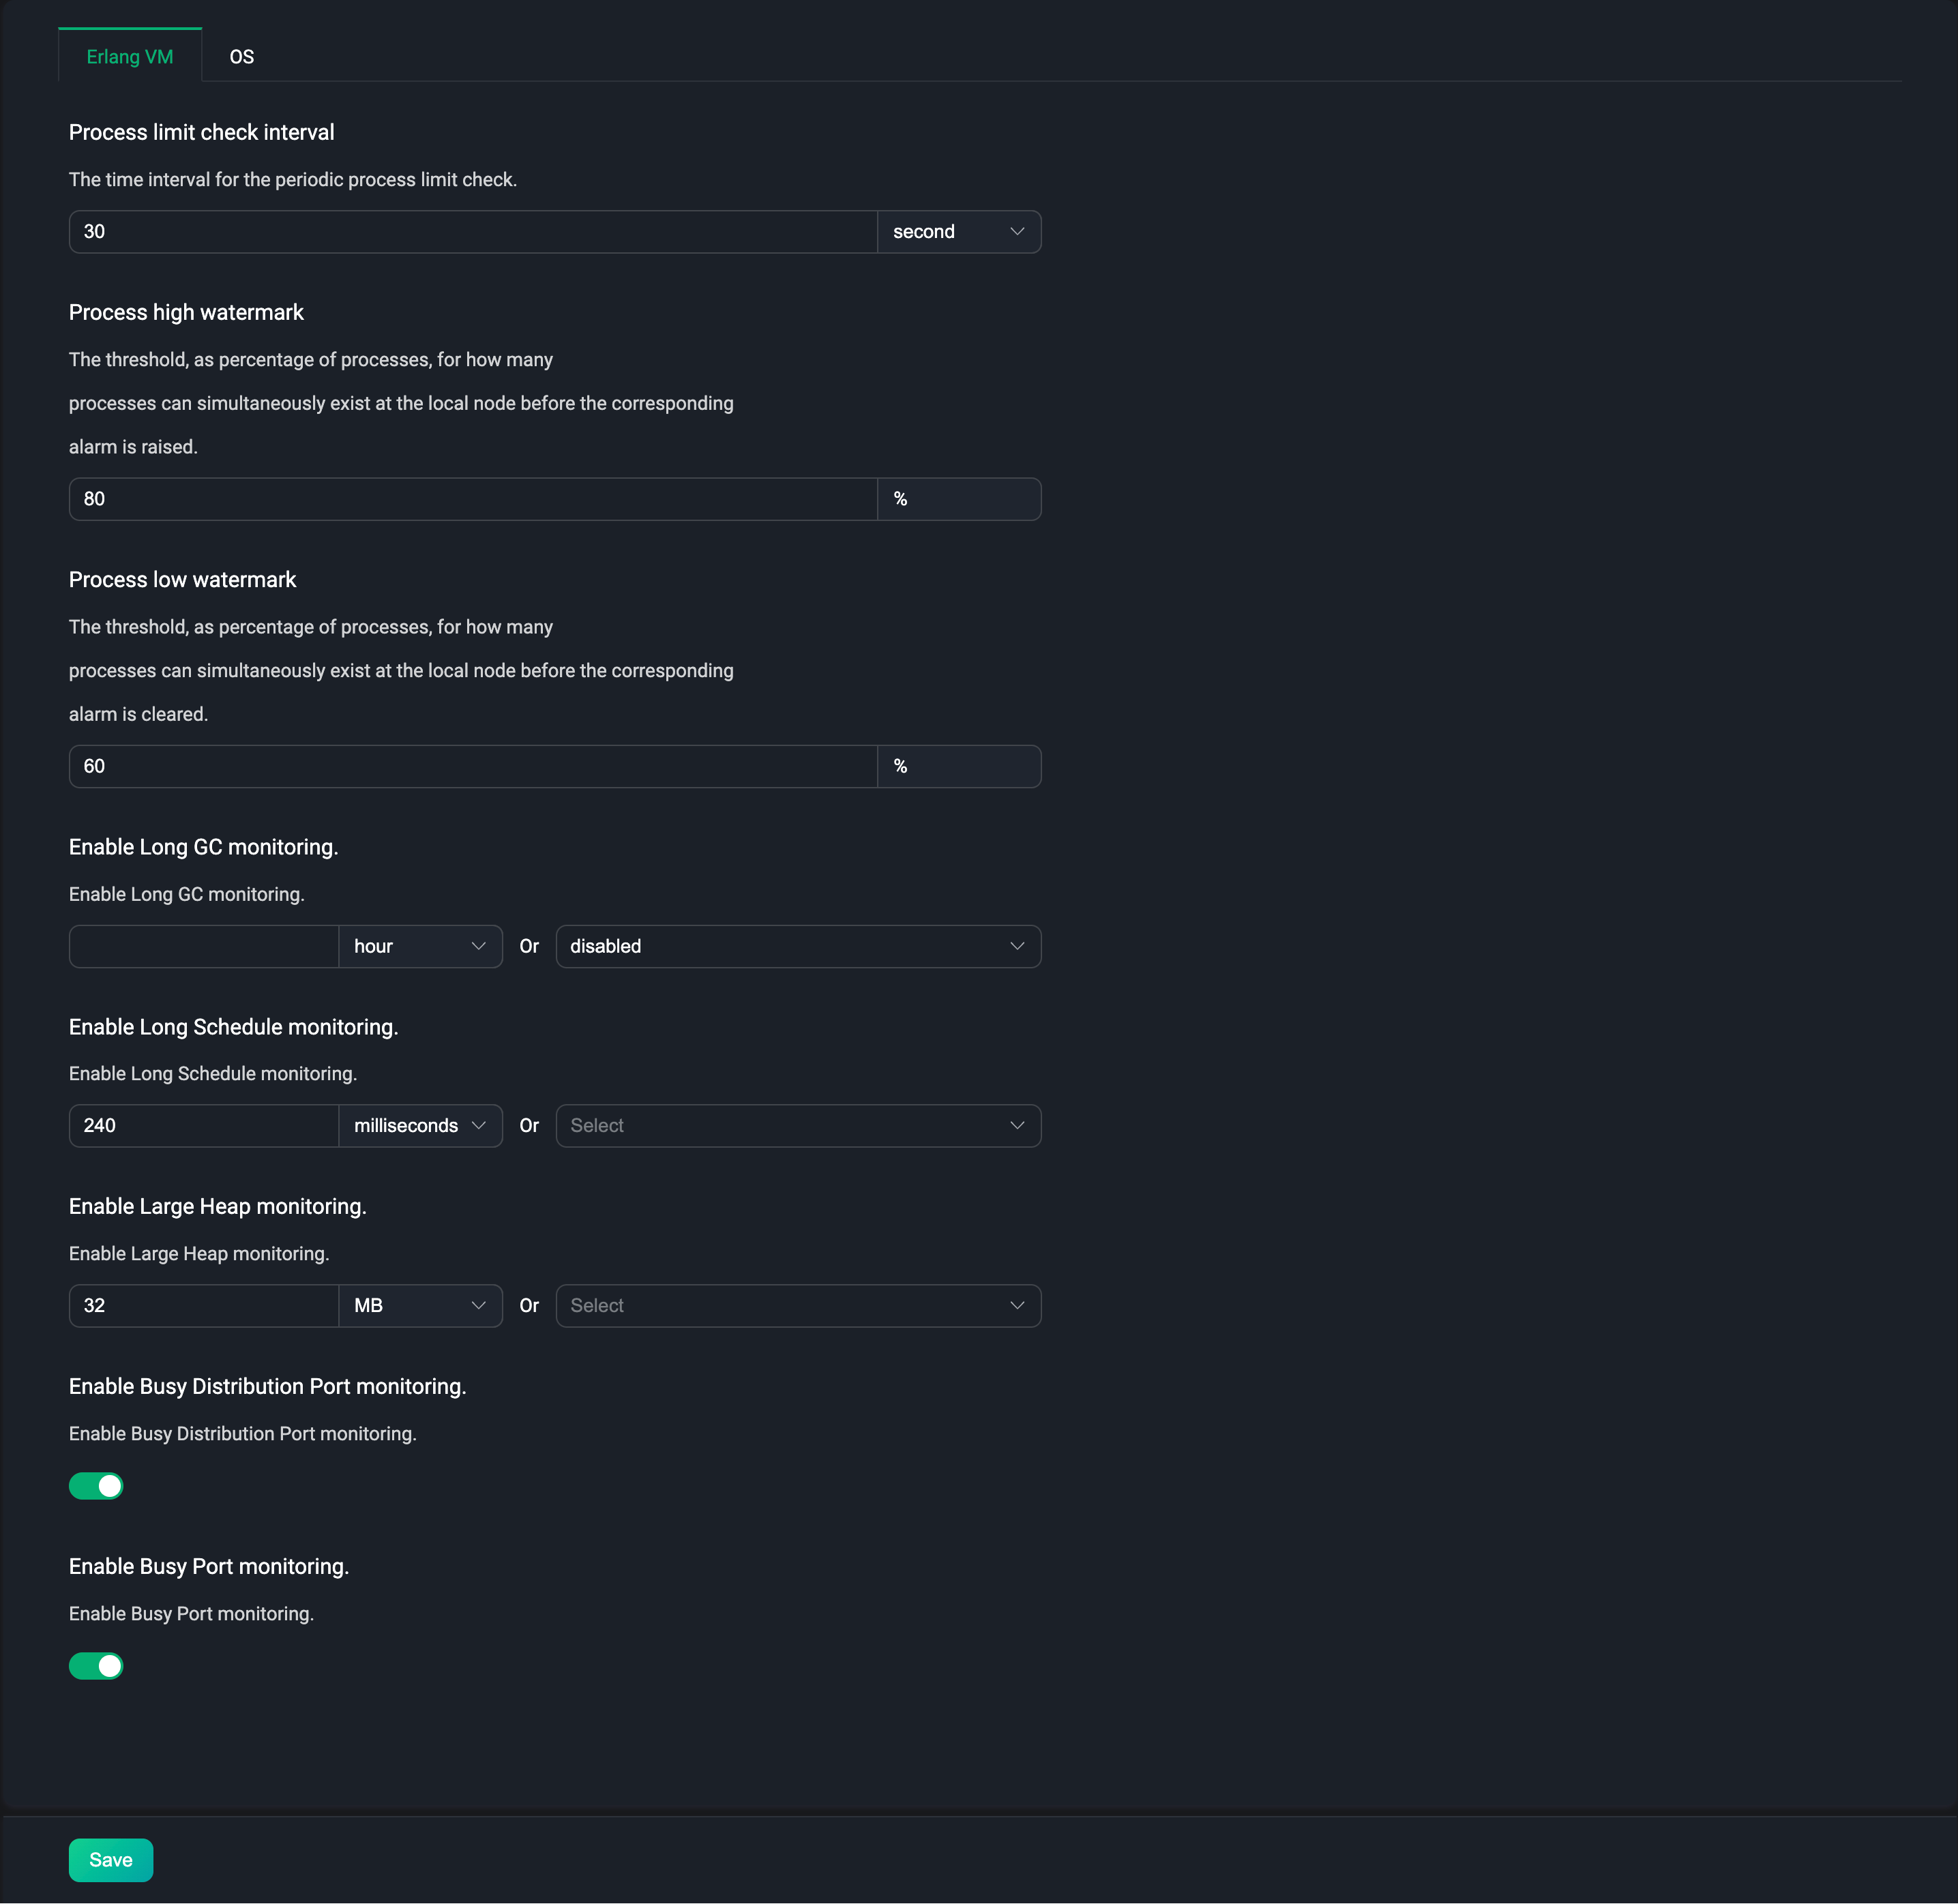 Erlang VM
OS
Process limit check interval
The time interval for the periodic process limit check.
30
second
Process high watermark
The threshold, as percentage of processes, for how many
processes can simultaneously exist at the local node before the corresponding
alarm is raised.
80
%
Process low watermark
The threshold, as percentage of processes, for how many
processes can simultaneously exist at the local node before the corresponding
alarm is cleared.
60
%
Enable Long GC monitoring.
Enable Long GC monitoring.
hour
Or
disabled
Enable Long Schedule monitoring.
Enable Long Schedule monitoring.
240
milliseconds
Or
Select
Enable Large Heap monitoring.
Enable Large Heap monitoring.
32
MB
Or
Select
Enable Busy Distribution Port monitoring.
Enable Busy Distribution Port monitoring.
Enable Busy Port monitoring.
Enable Busy Port monitoring.
Save